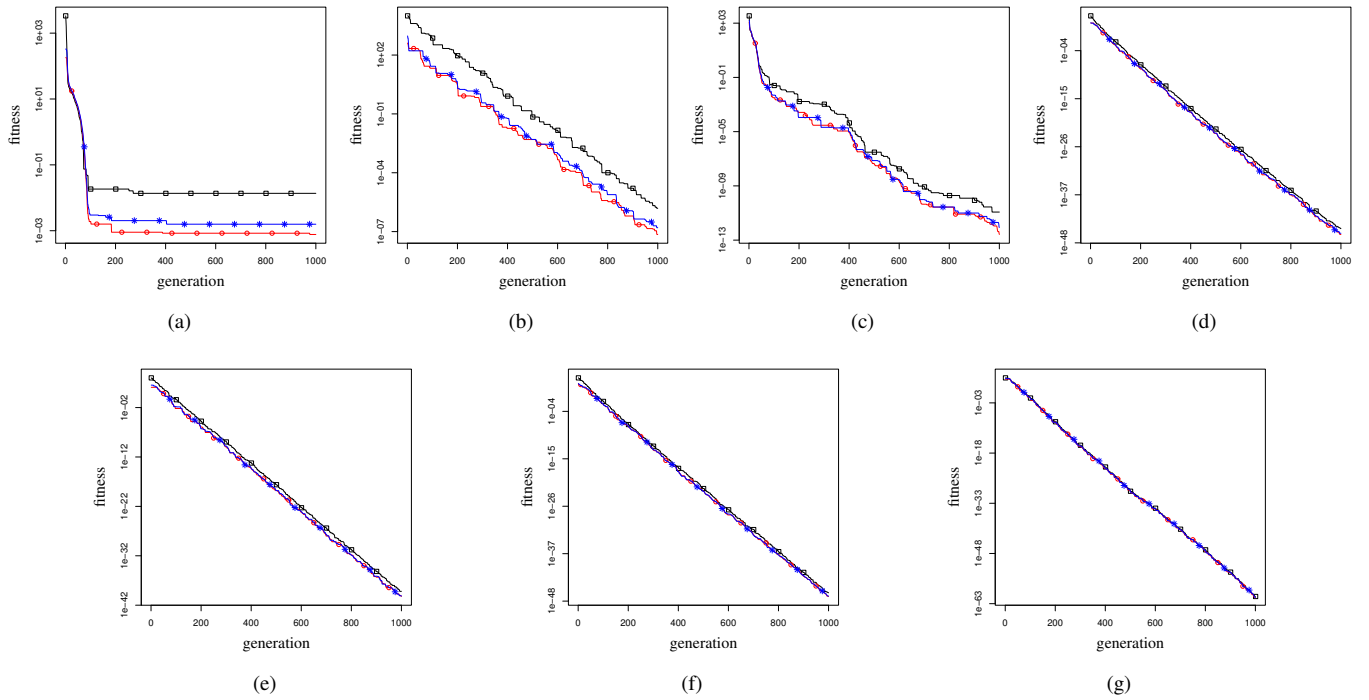 fitness
1e+03
1e+01
1e−01
1e−03
0 200 400 600 800 1000
generation
(a)
fitness
1e+02
1e−01
1e−04
1e−07
0 200 400 600 800 1000
generation
(b)
fitness
1e+03
1e−01
1e−05
1e−09
1e−13
0 200 400 600 800 1000
generation
(c)
fitness
1e−04
1e−15
1e−26
1e−37
1e−48
0 200 400 600 800 1000
generation
(d)
fitness
1e−02
1e−12
1e−22
1e−32
1e−42
0 200 400 600 800 1000
generation
(e)
fitness
1e−04
1e−15
1e−26
1e−37
1e−48
0 200 400 600 800 1000
generation
(f)
fitness
1e−03
1e−18
1e−33
1e−48
1e−63
0 200 400 600 800 1000
generation
(g)